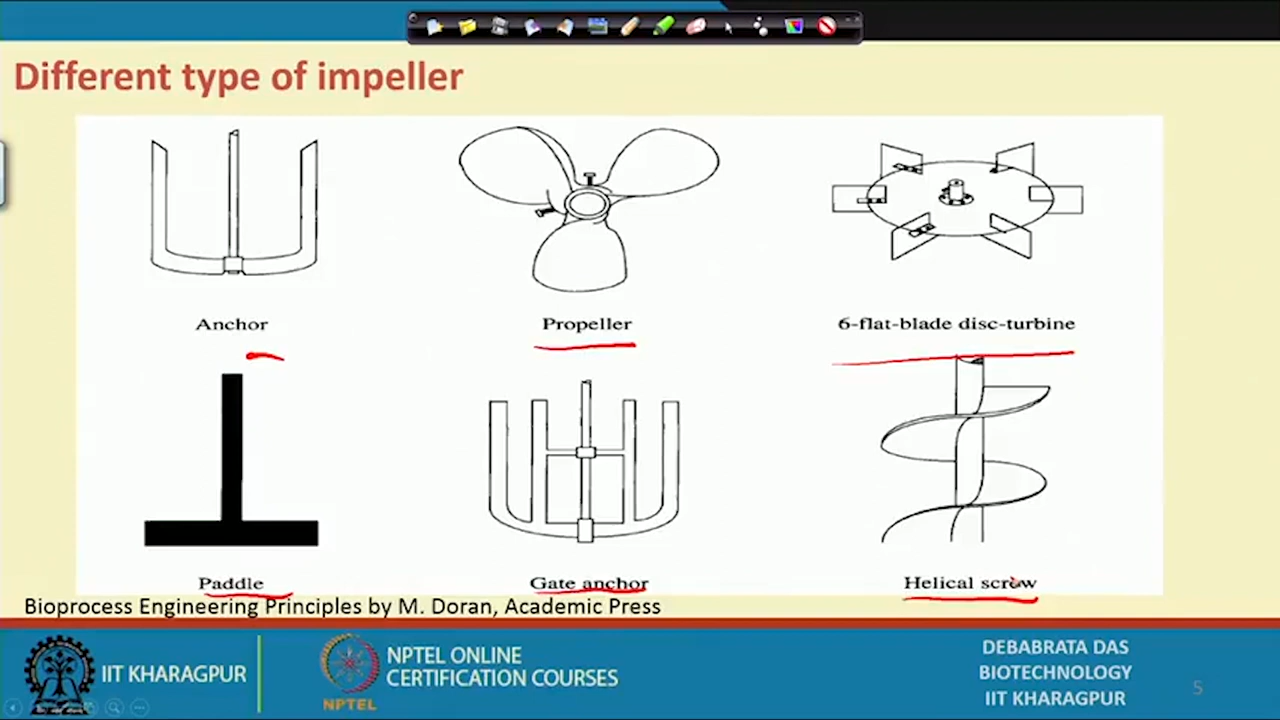 Different type of impeller
Anchor
Propeller
6-flat-blade disc-turbine
Paddle
Gate anchor
Helical screw
Bioprocess Engineering Principles by M. Doran, Academic Press
IIT KHARAGPUR
NPTEL
NPTEL ONLINE
CERTIFICATION COURSES
DEBABRATA DAS
BIOTECHNOLOGY
IIT KHARAGPUR
5